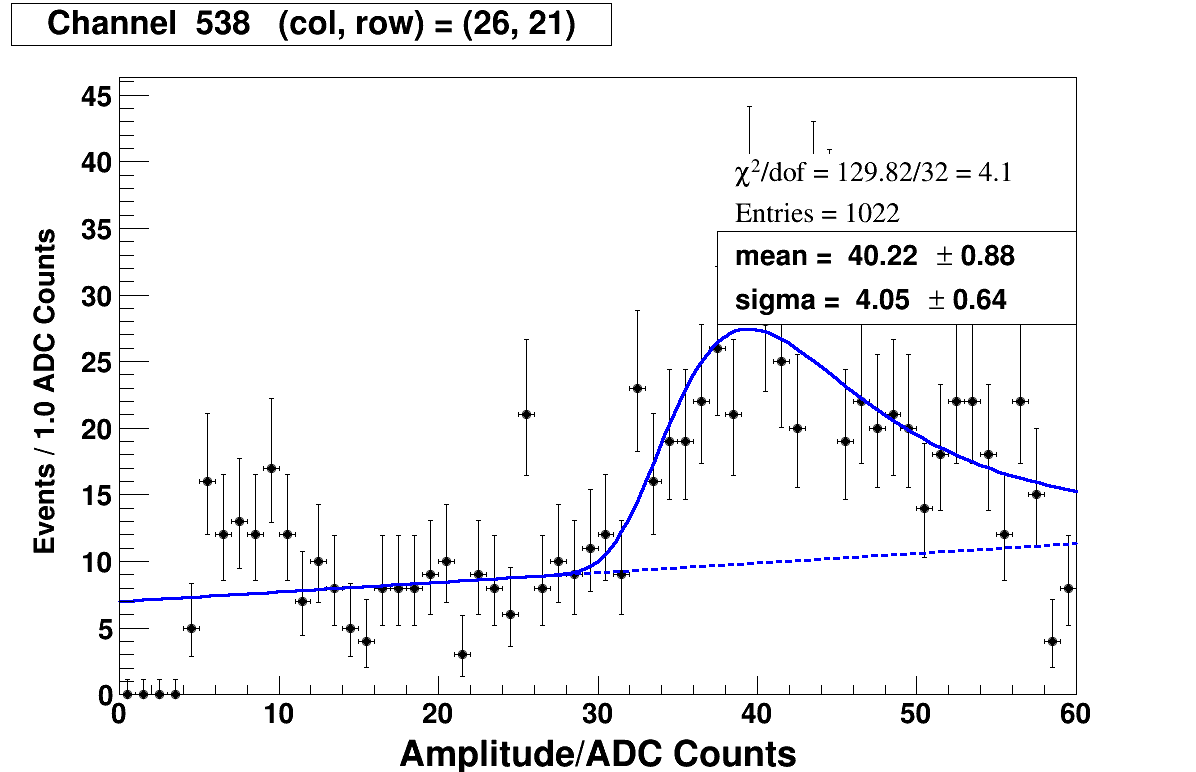 Channel 538 (col, row) = (26, 21)
45
40
35
30
25
20
15
10
5
0
Events / 1.0 ADC Counts
χ²/dof = 129.82/32 = 4.1
Entries = 1022
mean = 40.22 ± 0.88
sigma = 4.05 ± 0.64
0 10 20 30 40 50 60
Amplitude/ADC Counts